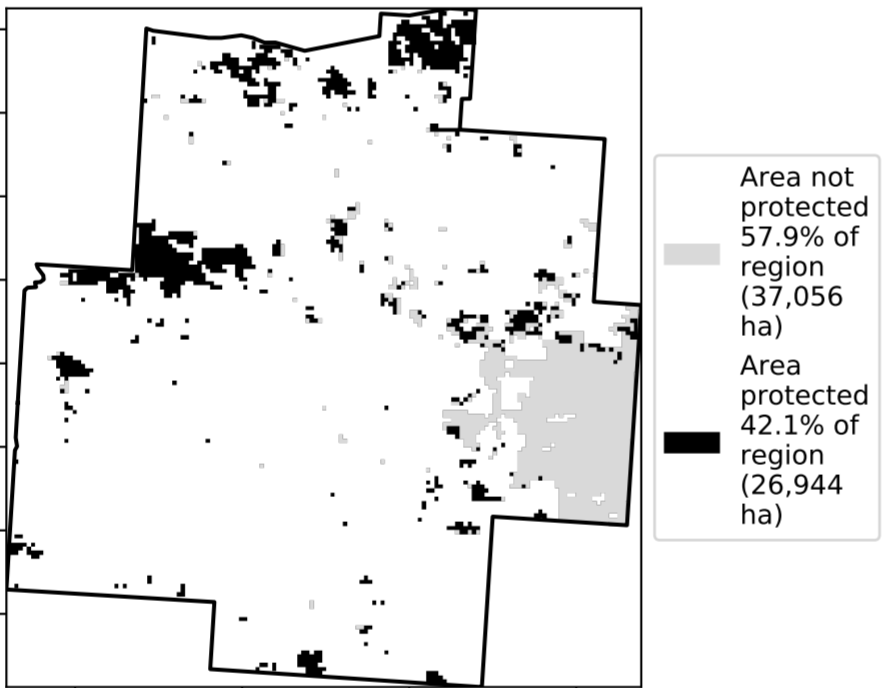 Area not
protected
57.9% of
region
(37,056
ha)
Area
protected
42.1% of
region
(26,944
ha)